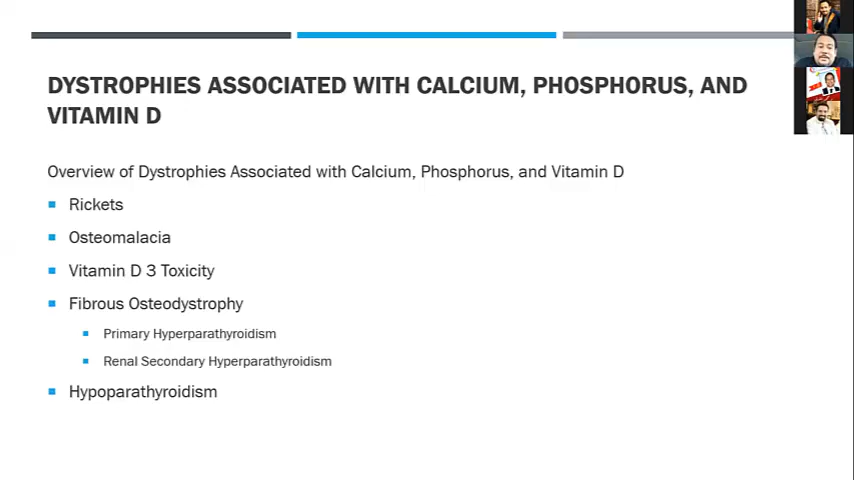 DYSTROPHIES ASSOCIATED WITH CALCIUM, PHOSPHORUS, AND
VITAMIN D
Overview of Dystrophies Associated with Calcium, Phosphorus, and Vitamin D
Rickets
Osteomalacia
Vitamin D 3 Toxicity
Fibrous Osteodystrophy
Primary Hyperparathyroidism
Renal Secondary Hyperparathyroidism
Hypoparathyroidism